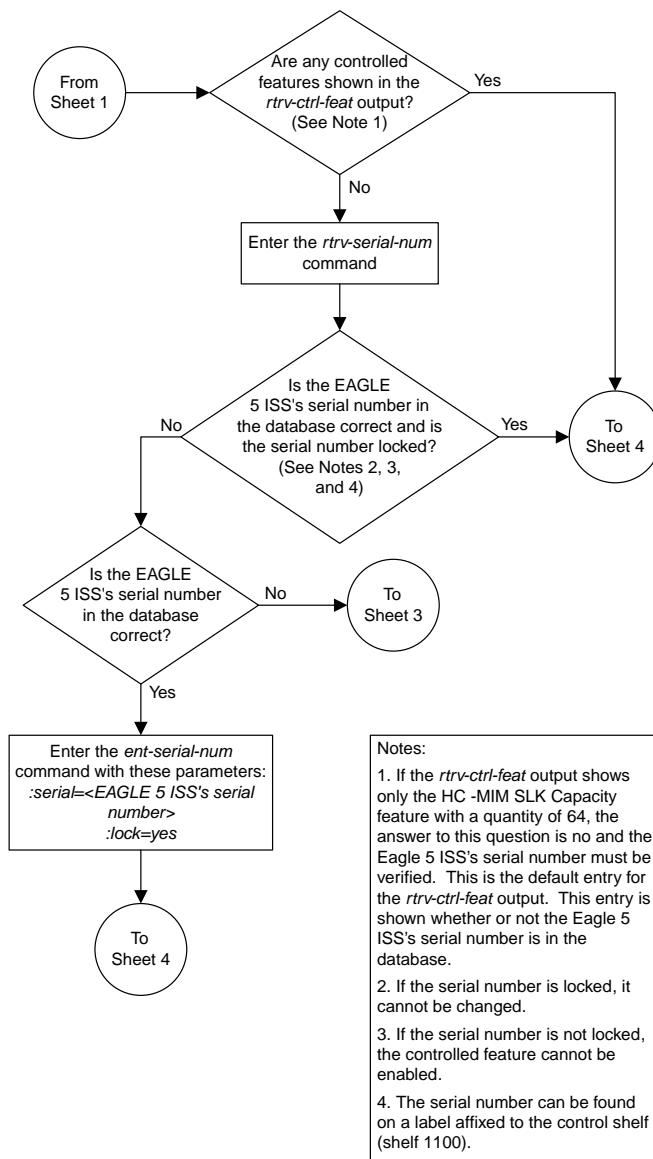 From
Sheet 1
Are any controlled
features shown in the
rtrv-ctrl-feat output?
(See Note 1)
Yes
No
Enter the rtrv-serial-num
command
Is the EAGLE
5 ISS's serial number in
the database correct and is
the serial number locked?
(See Notes 2, 3,
and 4)
No
Yes
To
Sheet 4
Is the EAGLE
5 ISS's serial number
in the database
correct?
No
To
Sheet 3
Yes
Enter the ent-serial-num
command with these parameters:
:serial=<EAGLE 5 ISS's serial
number>
:lock=yes
To
Sheet 4
Notes:
1. If the rtrv-ctrl-feat output shows
only the HC -MIM SLK Capacity
feature with a quantity of 64, the
answer to this question is no and the
Eagle 5 ISS's serial number must be
verified.  This is the default entry for
the rtrv-ctrl-feat output.  This entry is
shown whether or not the Eagle 5
ISS's serial number is in the
database.
2. If the serial number is locked, it
cannot be changed.
3. If the serial number is not locked,
the controlled feature cannot be
enabled.
4. The serial number can be found
on a label affixed to the control shelf
(shelf 1100).